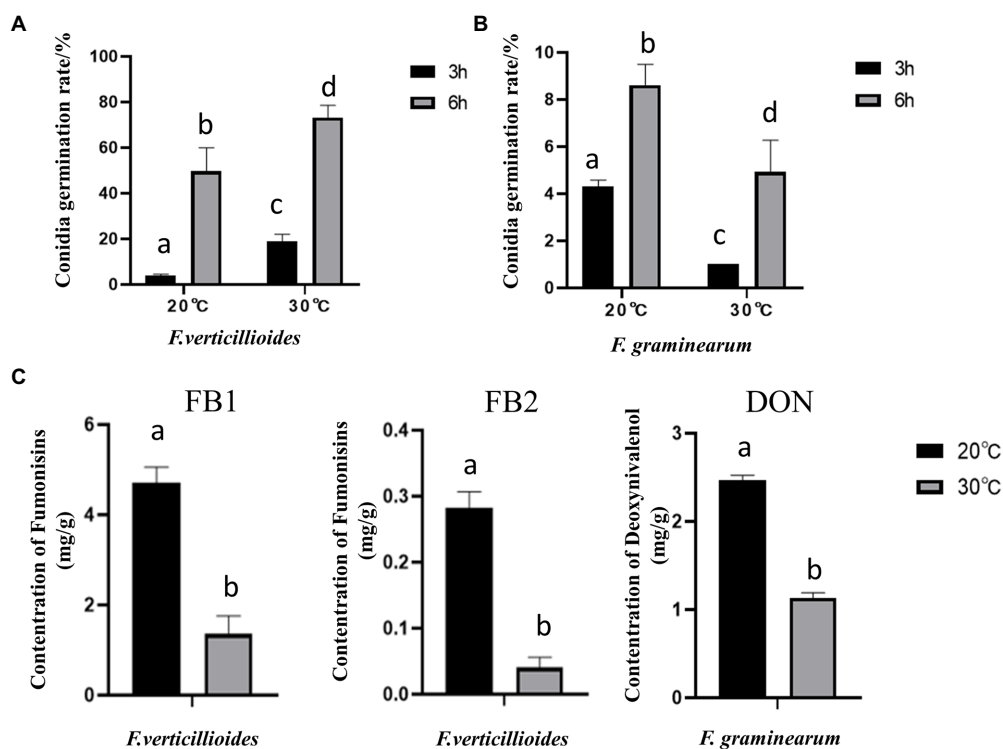 A
Conidia germination rate/%
100
80
60
40
20
0
a
b
c
d
3h
6h
20℃
30℃
F.verticillioides
B
Conidia germination rate/%
10
8
6
4
2
0
a
b
c
d
3h
6h
20℃
30℃
F. graminearum
C
FB1
Contentration of Fumonisins
(mg/g)
6
4
2
0
a
b
F.verticillioides
FB2
Contentration of Fumonisins
(mg/g)
0.4
0.3
0.2
0.1
0.0
a
b
F.verticillioides
DON
Contentration of Deoxynivalenol
(mg/g)
3
2
1
0
a
b
F. graminearum
20℃
30℃